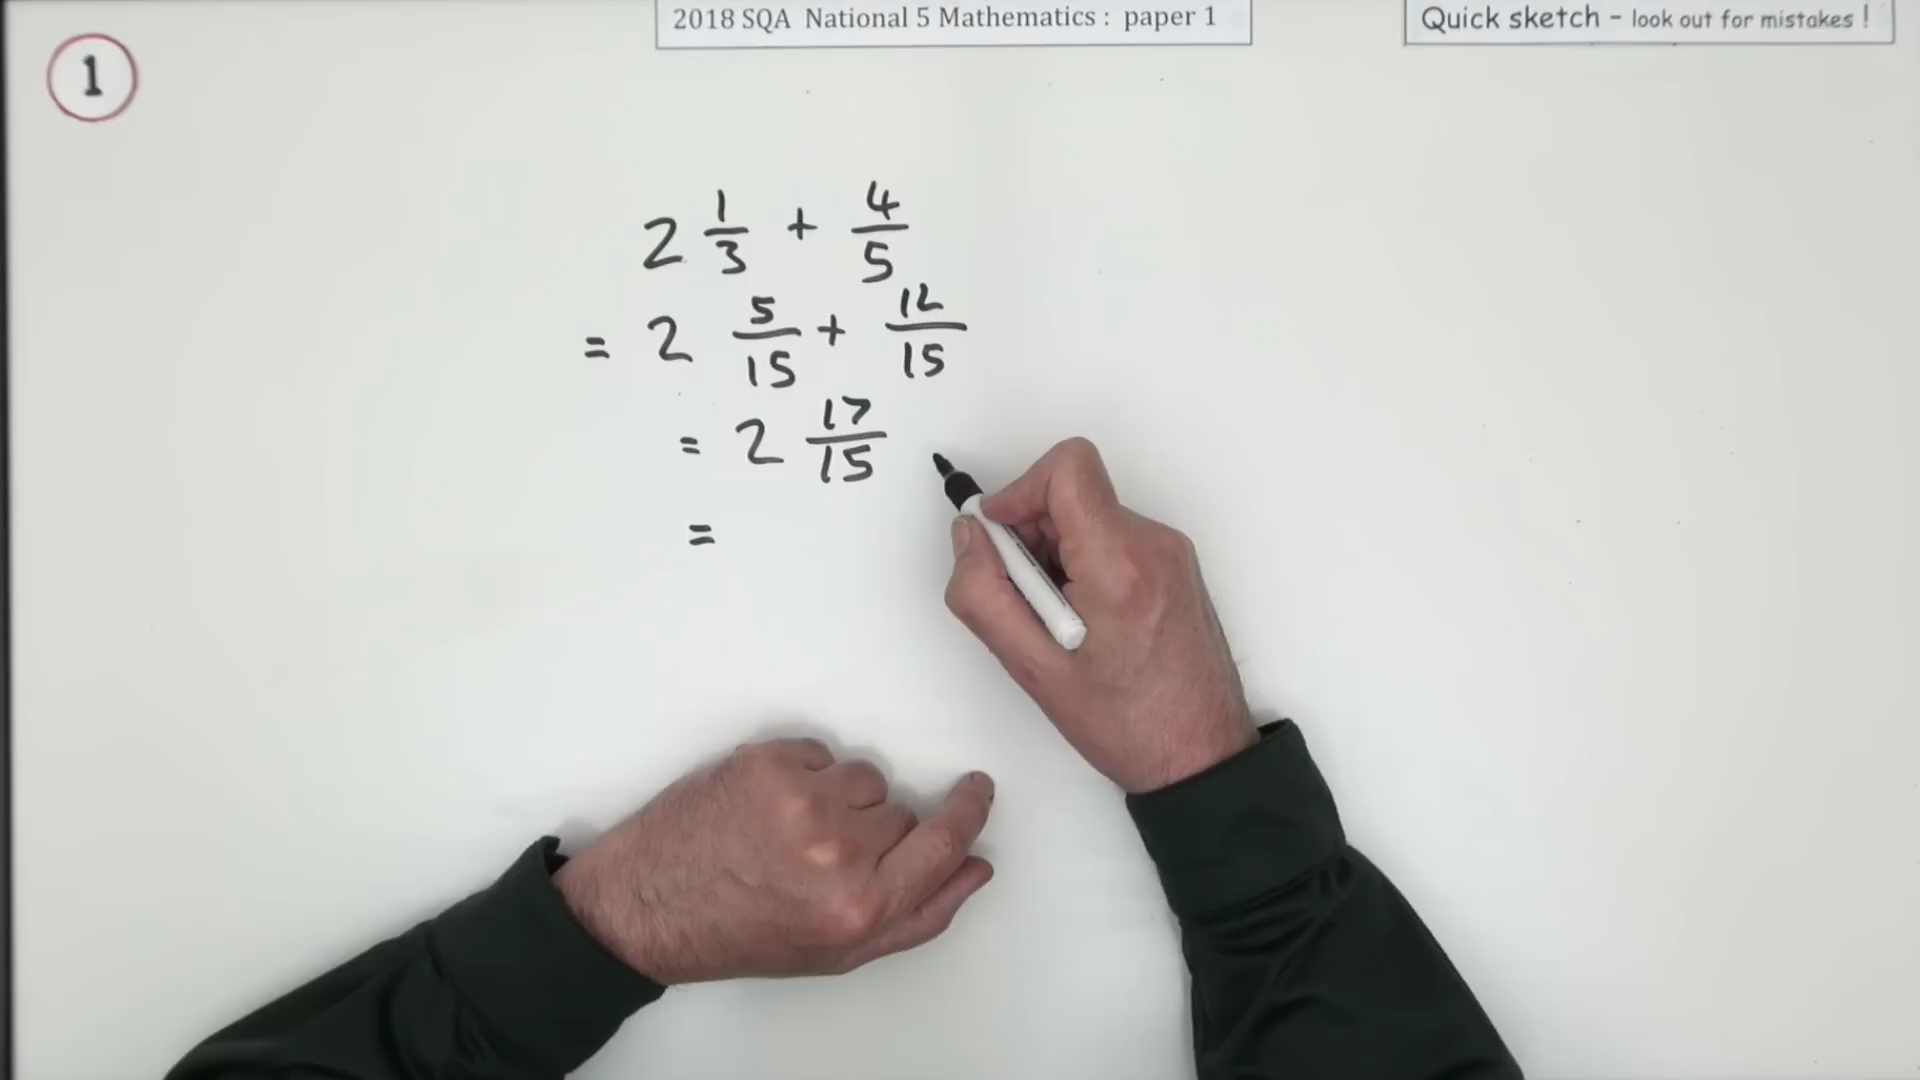 2018 SQA National 5 Mathematics : paper 1
Quick sketch - look out for mistakes !
1
2 1/3 + 4/5
= 2 5/15 + 12/15
= 2 17/15
=